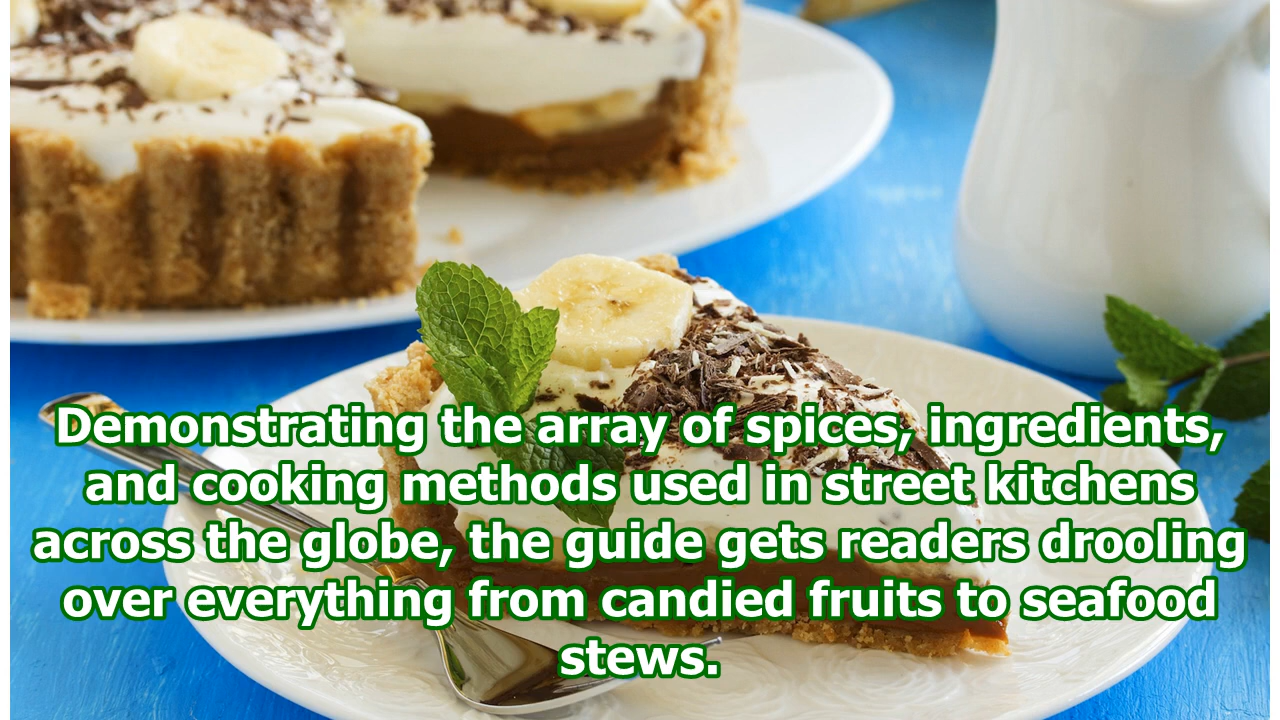 Demonstrating the array of spices, ingredients,
and cooking methods used in street kitchens
across the globe, the guide gets readers drooling
over everything from candied fruits to seafood
stews.